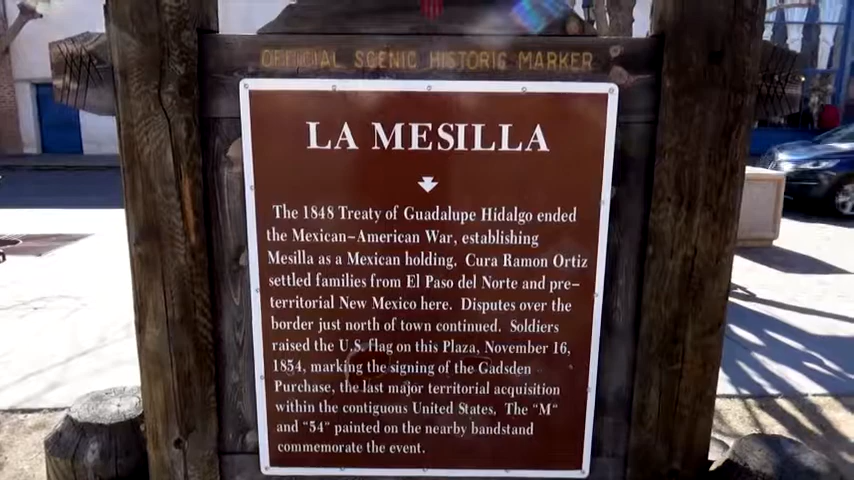 OFFICIAL SCENIC HISTORIC MARKER
LA MESILLA
The 1848 Treaty of Guadalupe Hidalgo ended
the Mexican-American War, establishing
Mesilla as a Mexican holding. Cura Ramon Ortiz
settled families from El Paso del Norte and pre-
territorial New Mexico here. Disputes over the
border just north of town continued. Soldiers
raised the U.S. flag on this Plaza, November 16,
1854, marking the signing of the Gadsden
Purchase, the last major territorial acquisition
within the contiguous United States. The "M"
and "54" painted on the nearby bandstand
commemorate the event.